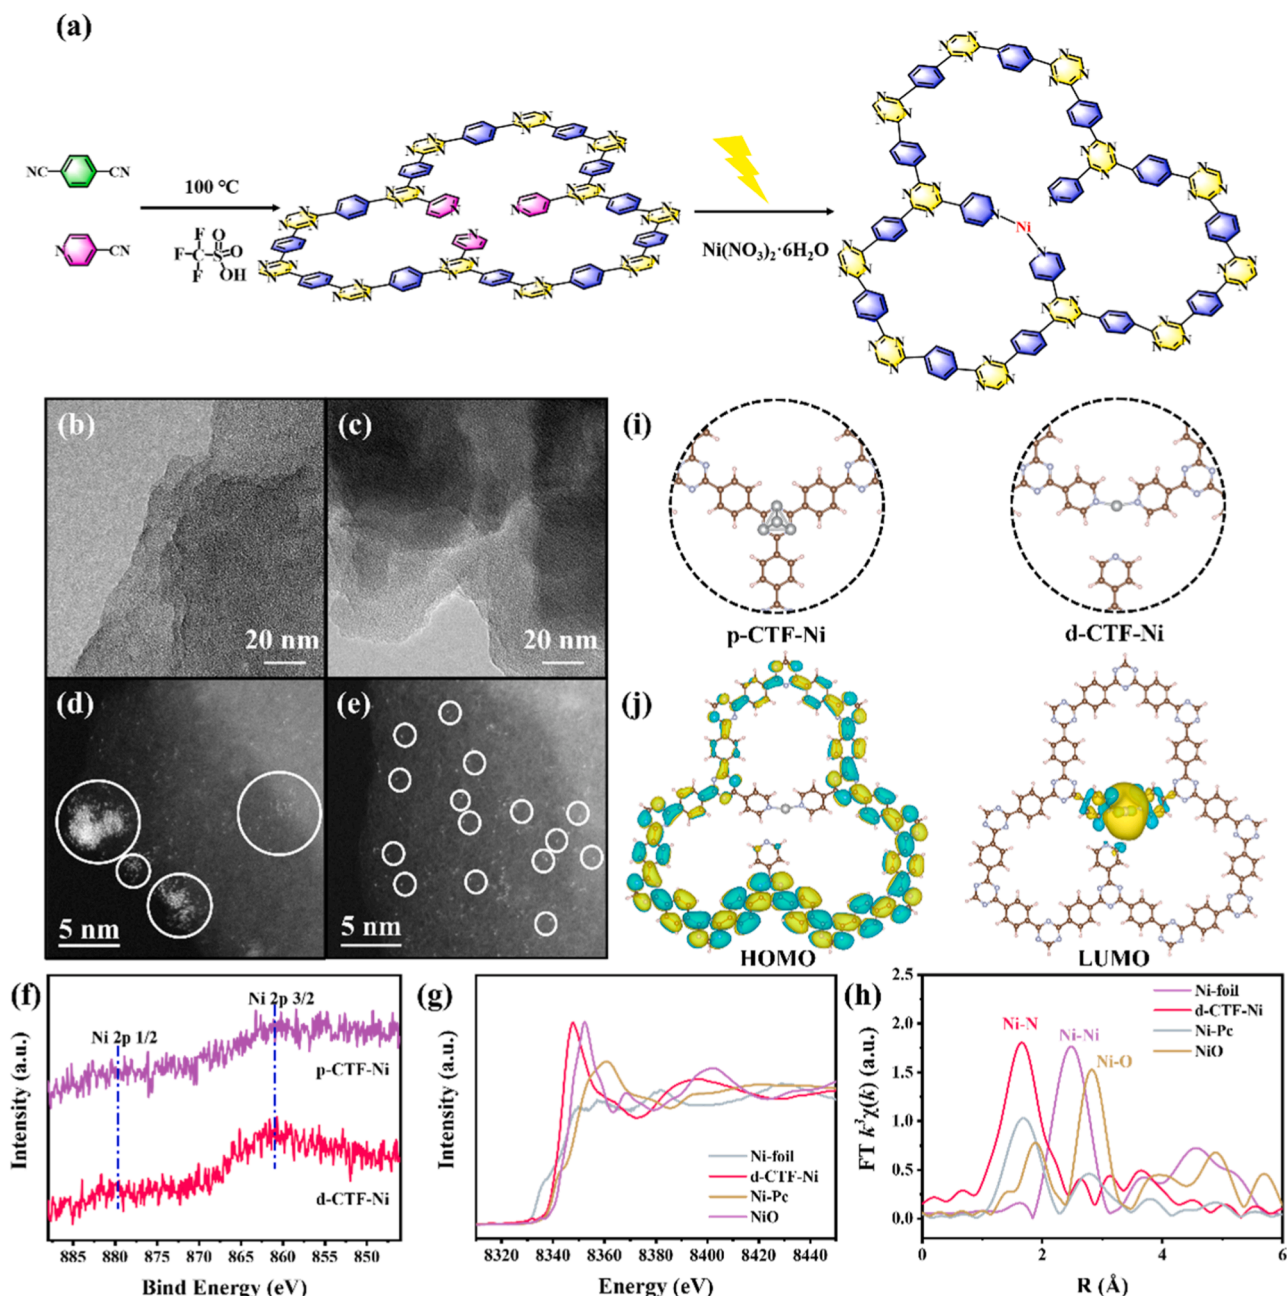 (a)
NC
CN
N
CN
100 °C
F
F
F
C
S
O
O
OH
Ni(NO₃)₂·6H₂O
Ni
(b)
20 nm
(c)
20 nm
(d)
5 nm
(e)
5 nm
(i)
p-CTF-Ni
d-CTF-Ni
(j)
HOMO
LUMO
(f)
Ni 2p 3/2
Ni 2p 1/2
p-CTF-Ni
d-CTF-Ni
Intensity (a.u.)
885 880 875 870 865 860 855 850
Bind Energy (eV)
(g)
Intensity (a.u.)
Ni-foil
d-CTF-Ni
Ni-Pc
NiO
8320 8340 8360 8380 8400 8420 8440
Energy (eV)
(h)
FT k³χ(k) (a.u.)
2.5
2.0
1.5
1.0
0.5
0.0
Ni-N
Ni-Ni
Ni-O
Ni-foil
d-CTF-Ni
Ni-Pc
NiO
0 2 4 6
R (Å)